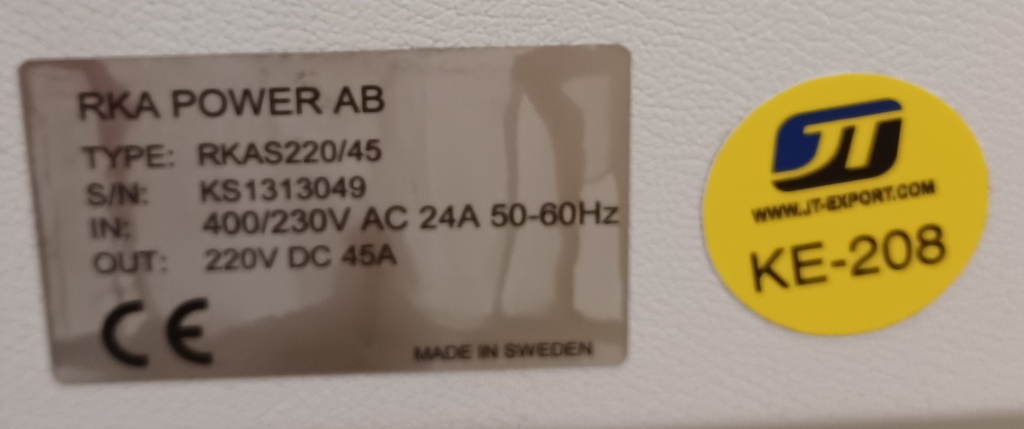 RKA POWER AB
TYPE: RKAS220/45
S/N: KS1313049
IN: 400/230V AC 24A 50-60Hz
OUT: 220V DC 45A
CE
MADE IN SWEDEN
JT
WWW.JT-EXPORT.COM
KE-208